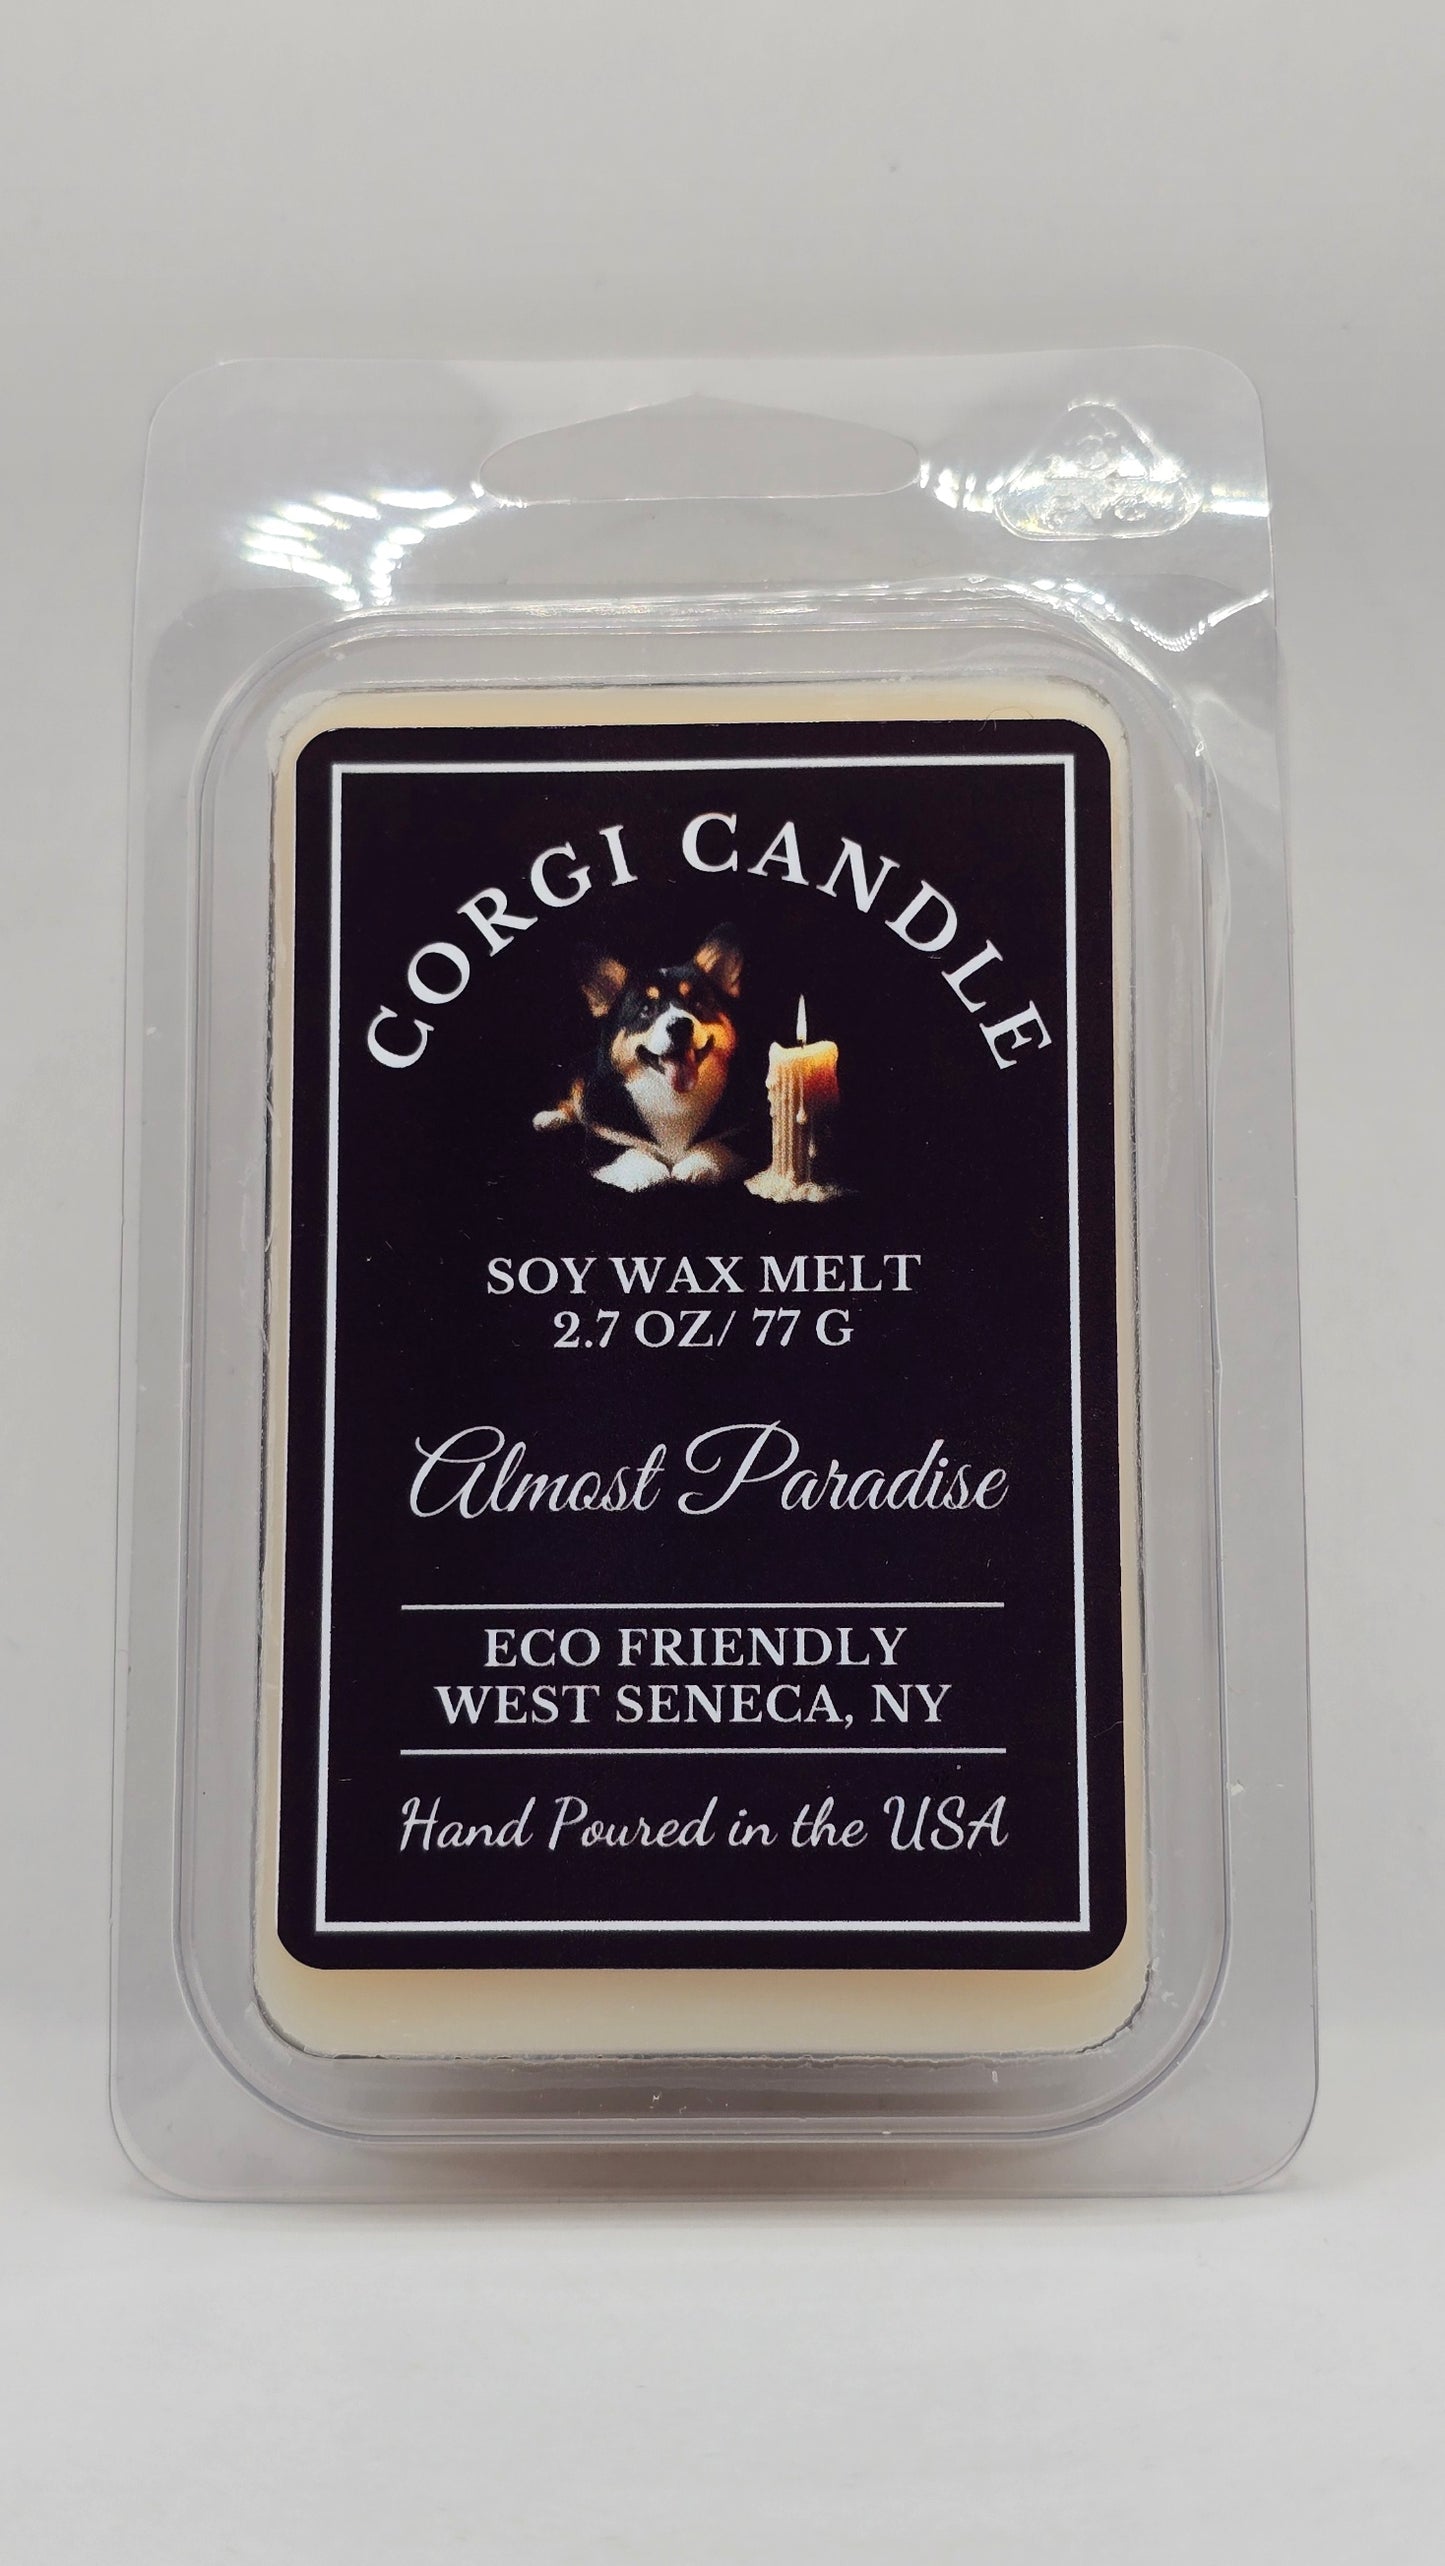 CORGI CANDLE
SOY WAX MELT
2.7 OZ/ 77 G
Almost Paradise
ECO FRIENDLY
WEST SENECA, NY
Hand Poured in the USA